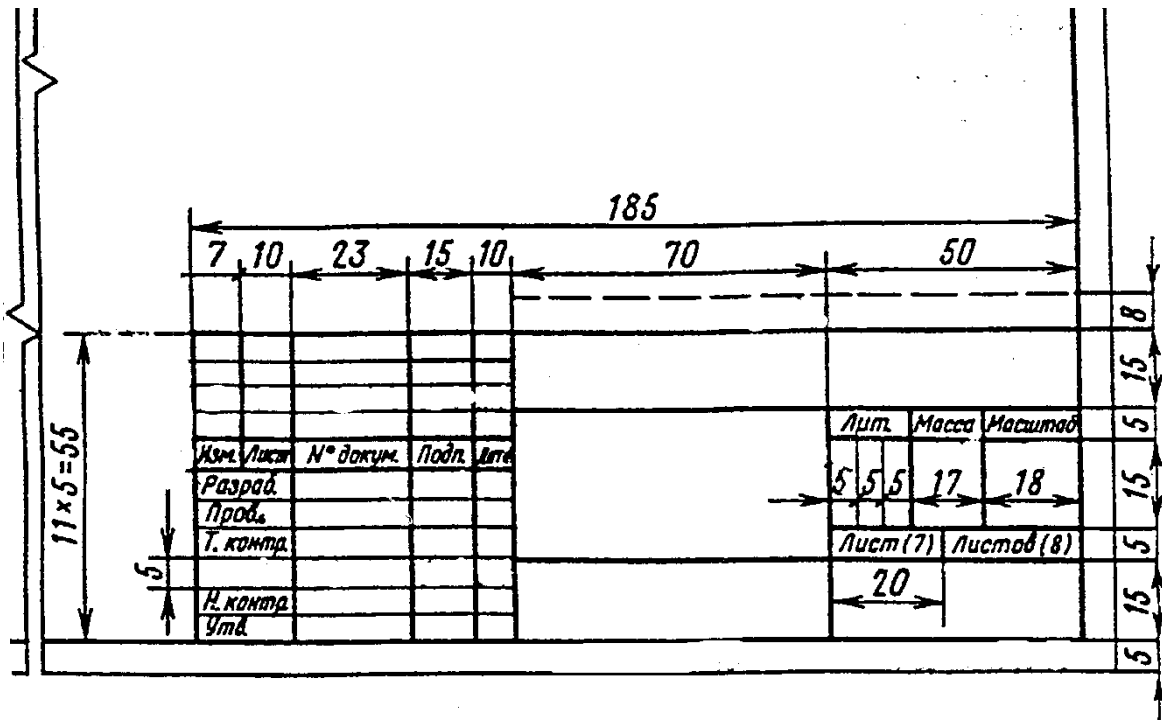 185
7 10 23 15 10 70 50
8
15
Лит. Масса Масштаб 5
Изм. Лист № докум. Подп. Дата
11×5=55
Разраб.
5 5 5 17 18 15
Пров.
Т. контр. Лист (7) Листов (8) 5
5
20
Н. контр. 15
Утв.
5